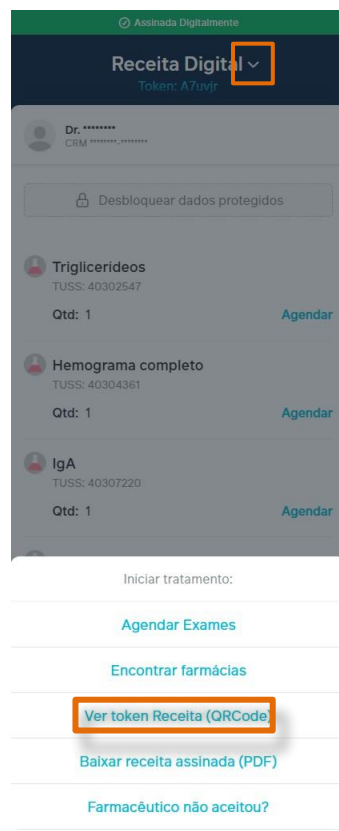 Assinada Digitalmente
Receita Digital
Token: A7uvjr
Dr. ********
CRM ********-********
Desbloquear dados protegidos
Triglicerideos
TUSS: 40302547
Qtd: 1 Agendar
Hemograma completo
TUSS: 40304361
Qtd: 1 Agendar
IgA
TUSS: 40307220
Qtd: 1 Agendar
Iniciar tratamento:
Agendar Exames
Encontrar farmácias
Ver token Receita (QRCode)
Baixar receita assinada (PDF)
Farmacêutico não aceitou?